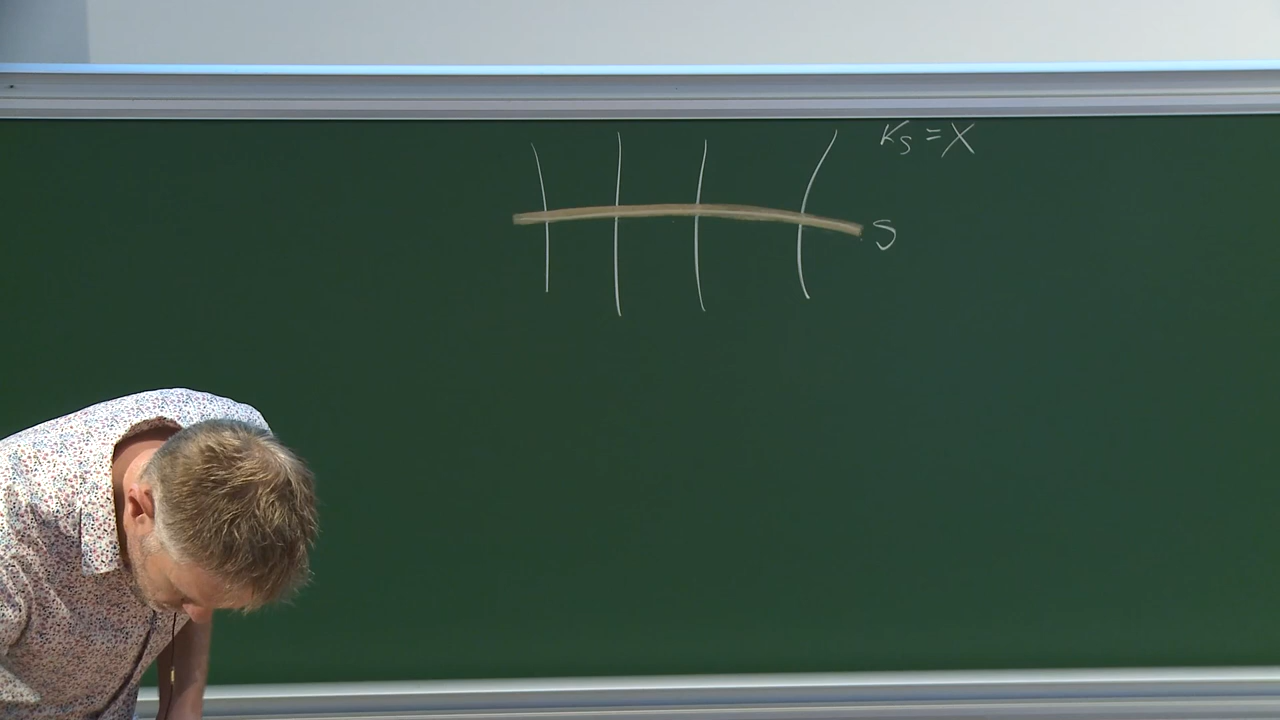 K_S = X
S